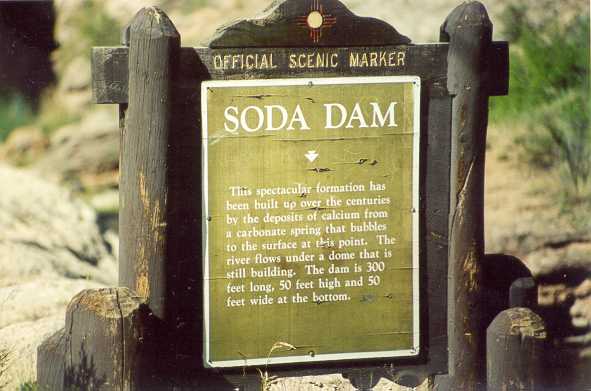 OFFICIAL SCENIC MARKER
SODA DAM
This spectacular formation has
been built up over the centuries
by the deposits of calcium from
a carbonate spring that bubbles
to the surface at this point. The
river flows under a dome that is
still building. The dam is 300
feet long, 50 feet high and 50
feet wide at the bottom.